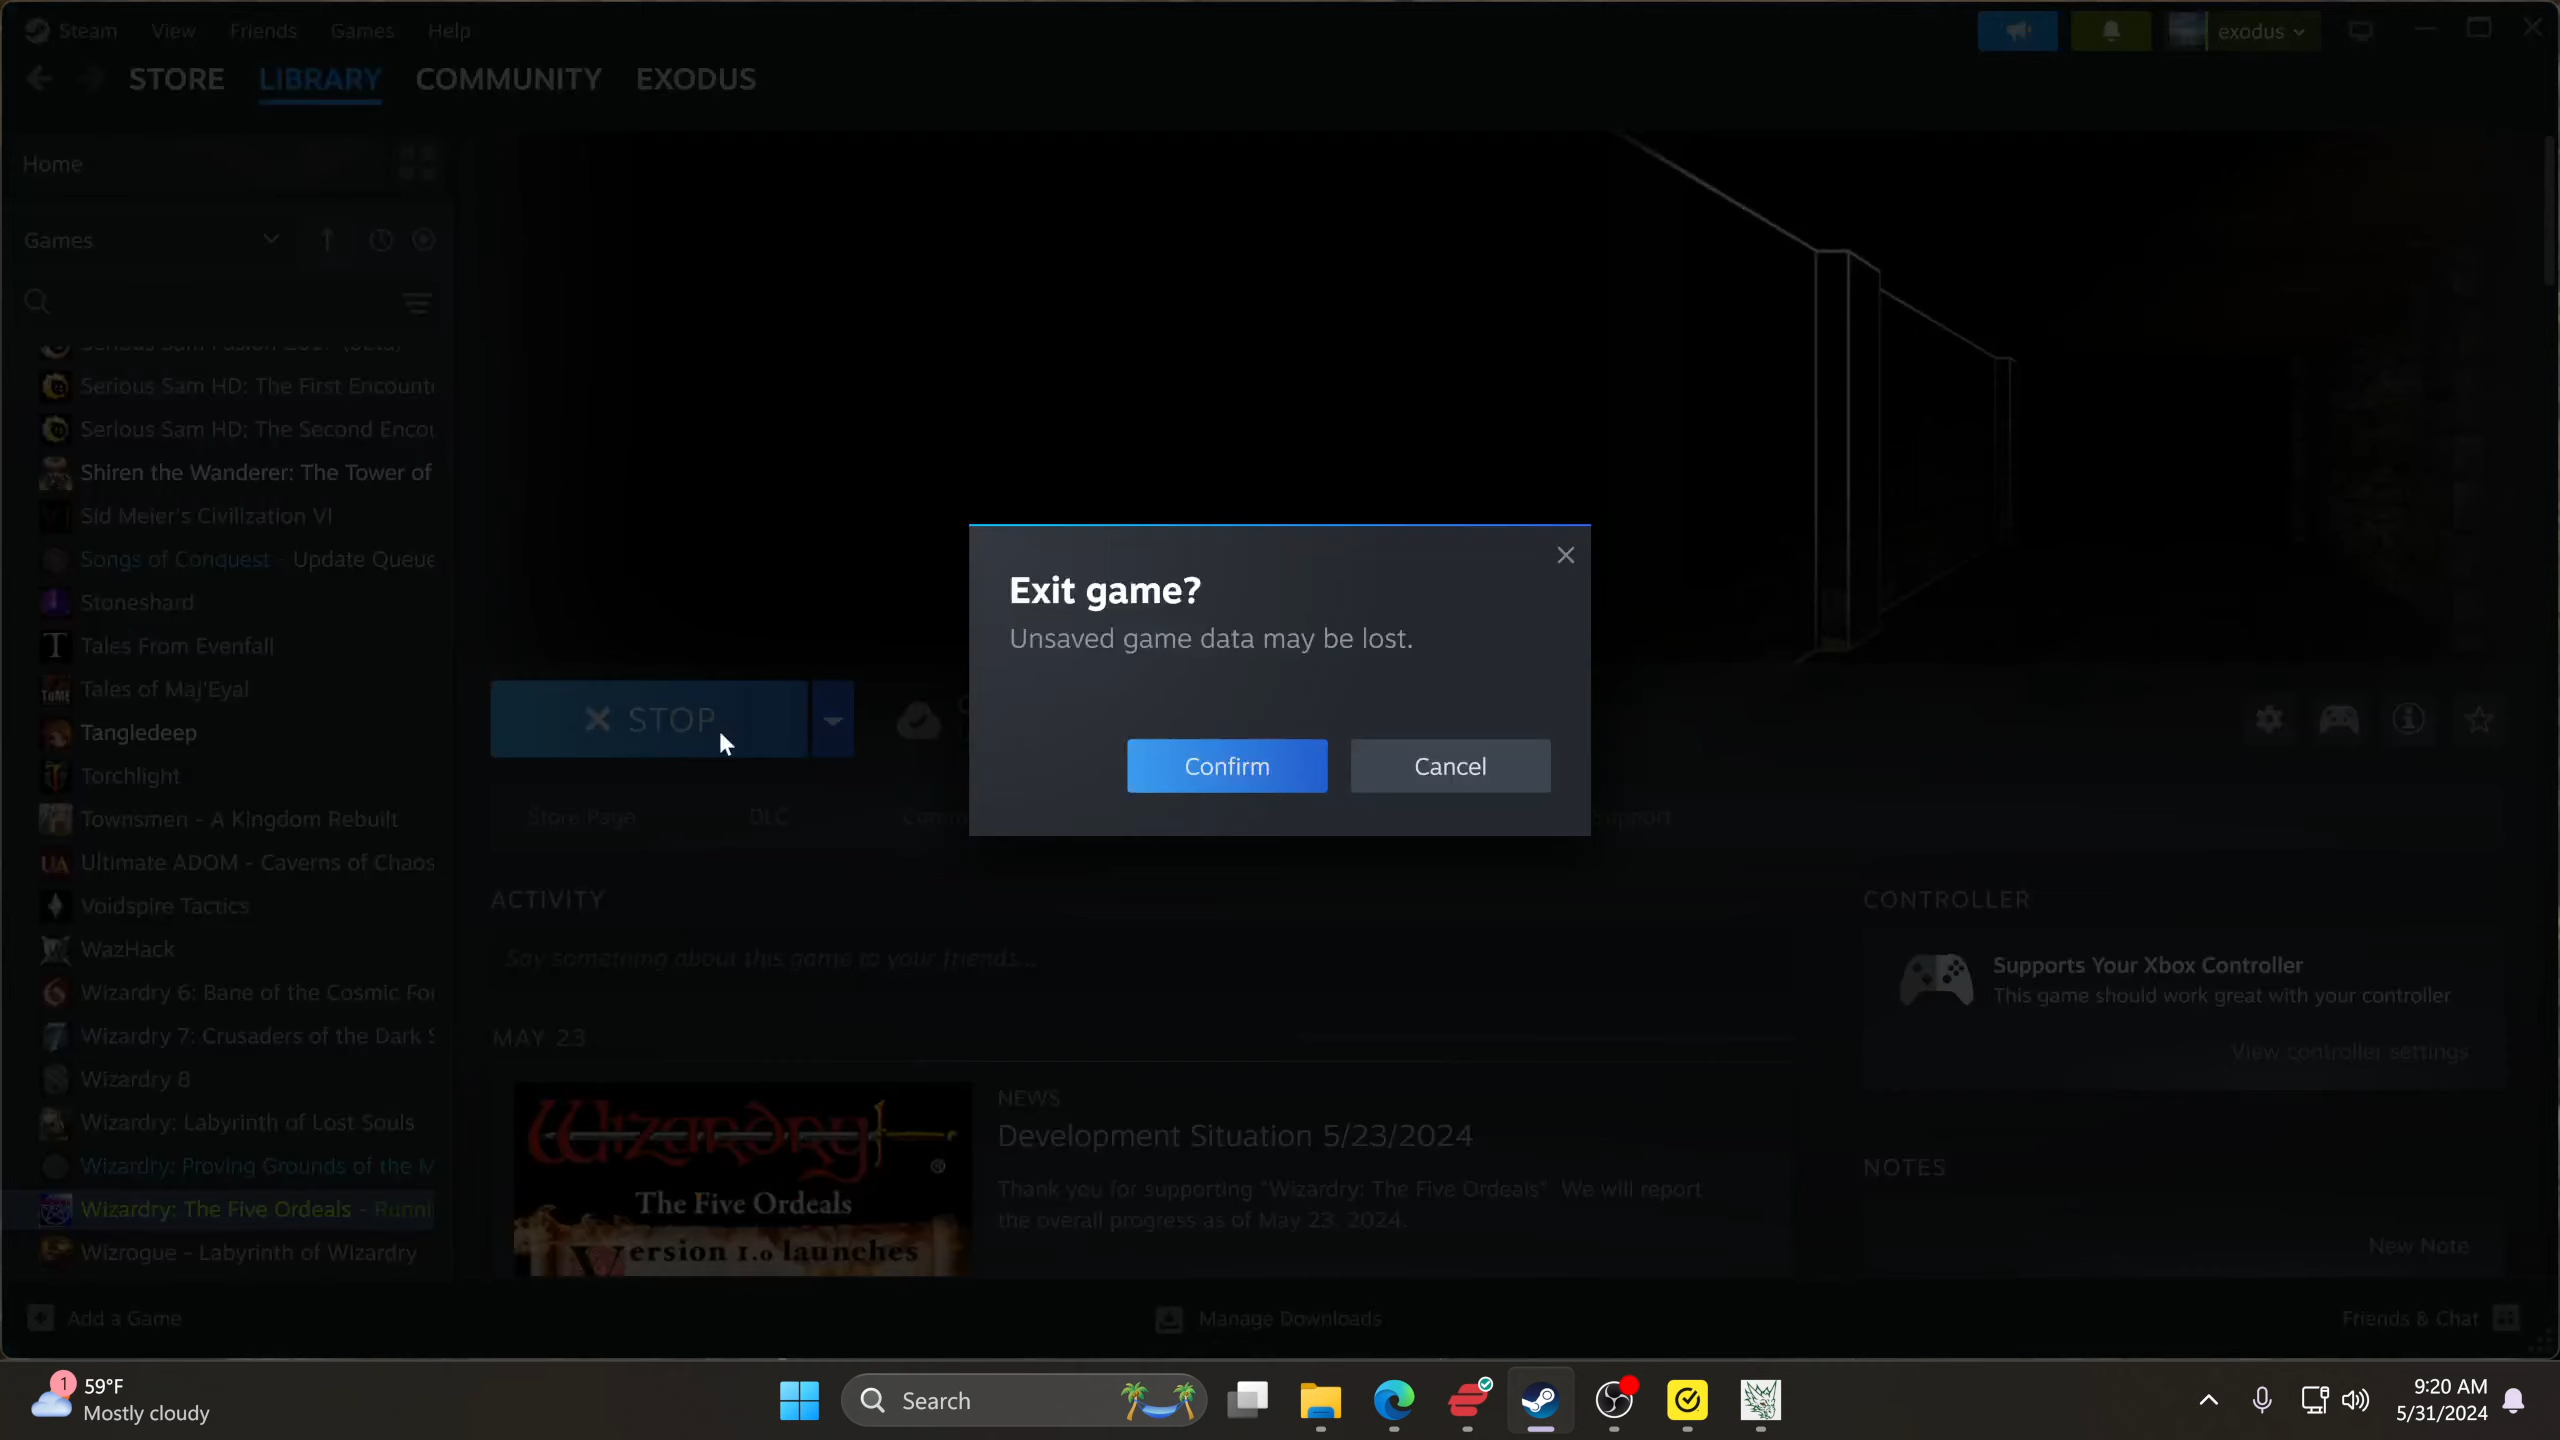 Steam View Friends Games Help
exodus
STORE LIBRARY COMMUNITY EXODUS
Home
Games
Serious Sam HD: The First Encount
Serious Sam HD: The Second Encou
Shiren the Wanderer: The Tower of
Sid Meier's Civilization VI
Songs of Conquest - Update Queue
Stoneshard
Tales From Evenfall
Tales of Maj'Eyal
Tangledeep
Torchlight
Townsmen - A Kingdom Rebuilt
Ultimate ADOM - Caverns of Chaos
Voidspire Tactics
WazHack
Wizardry 6: Bane of the Cosmic For
Wizardry 7: Crusaders of the Dark S
Wizardry 8
Wizardry: Labyrinth of Lost Souls
Wizardry: Proving Grounds of the M
Wizardry: The Five Ordeals - Runni
Wizrogue - Labyrinth of Wizardry
Exit game?
Unsaved game data may be lost.
Confirm Cancel
STOP
Store Page DLC Comm
Support
ACTIVITY
Say something about this game to your friends...
MAY 23
Wizardry ®
The Five Ordeals
Version 1.0 launches
NEWS
Development Situation 5/23/2024
Thank you for supporting "Wizardry: The Five Ordeals" We will report
the overall progress as of May 23, 2024.
CONTROLLER
Supports Your Xbox Controller
This game should work great with your controller
View controller settings
NOTES
New Note
Add a Game
Manage Downloads
Friends & Chat
1
59°F
Mostly cloudy
Search
9:20 AM
5/31/2024